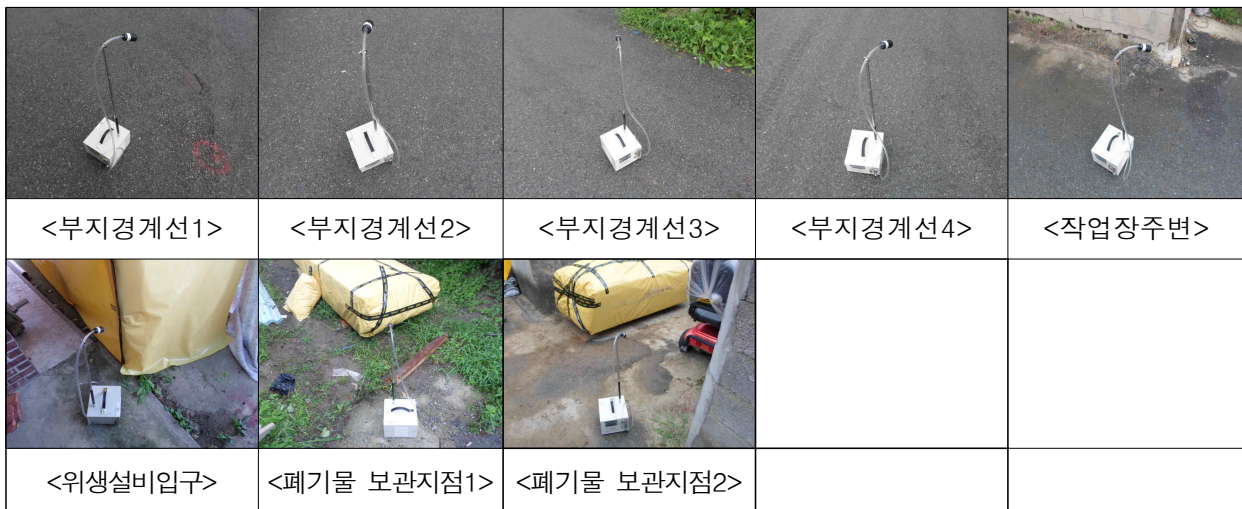 <부지경계선1>
<부지경계선2>
<부지경계선3>
<부지경계선4>
<작업장주변>
<위생설비입구>
<폐기물 보관지점1>
<폐기물 보관지점2>